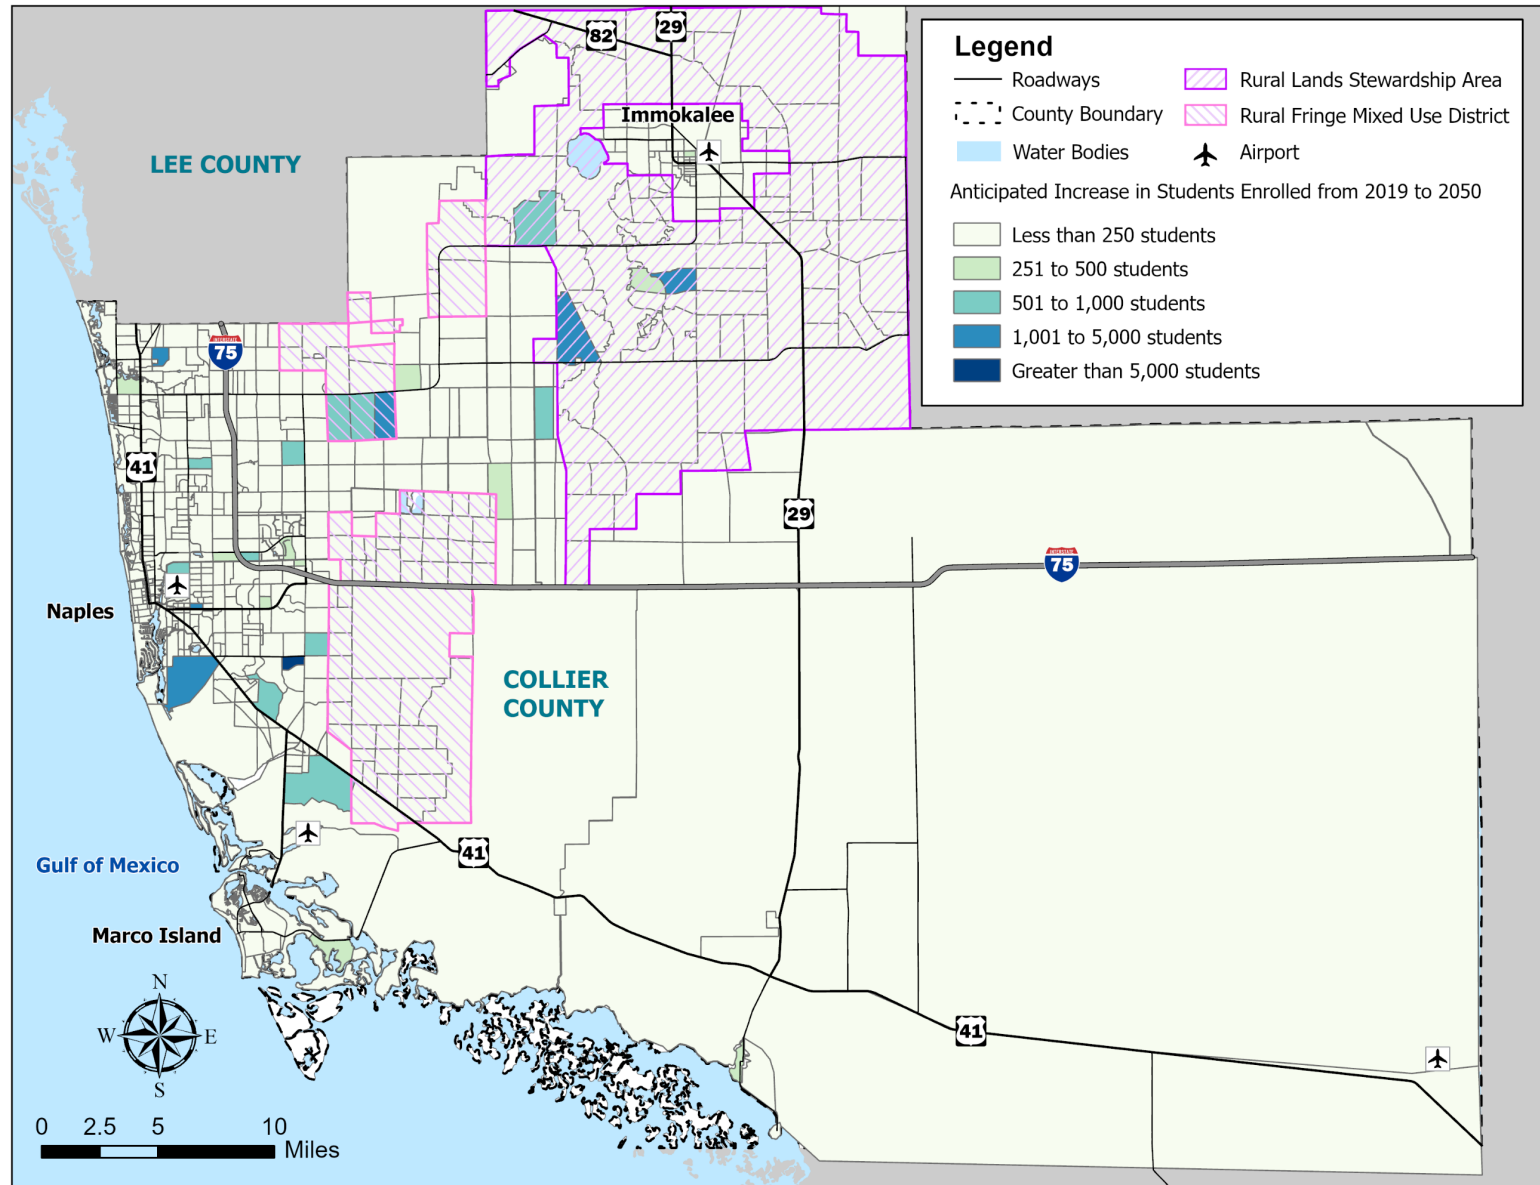 Legend
Roadways
County Boundary
Water Bodies
Rural Lands Stewardship Area
Rural Fringe Mixed Use District
Airport
Anticipated Increase in Students Enrolled from 2019 to 2050
Less than 250 students
251 to 500 students
501 to 1,000 students
1,001 to 5,000 students
Greater than 5,000 students
82
29
Immokalee
LEE COUNTY
INTERSTATE
75
41
29
INTERSTATE
75
Naples
COLLIER
COUNTY
41
Gulf of Mexico
Marco Island
41
N
W E
S
0 2.5 5 10
Miles